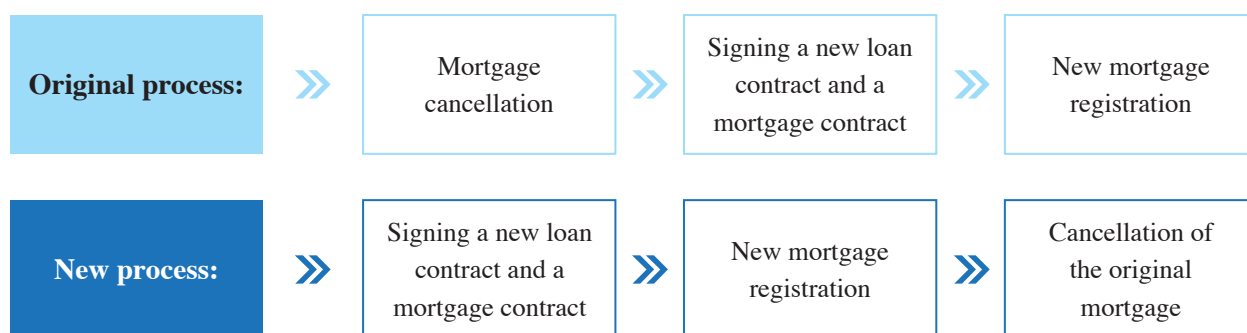 Original process:
Mortgage
cancellation
Signing a new loan
contract and a
mortgage contract
New mortgage
registration
New process:
Signing a new loan
contract and a
mortgage contract
New mortgage
registration
Cancellation of
the original
mortgage